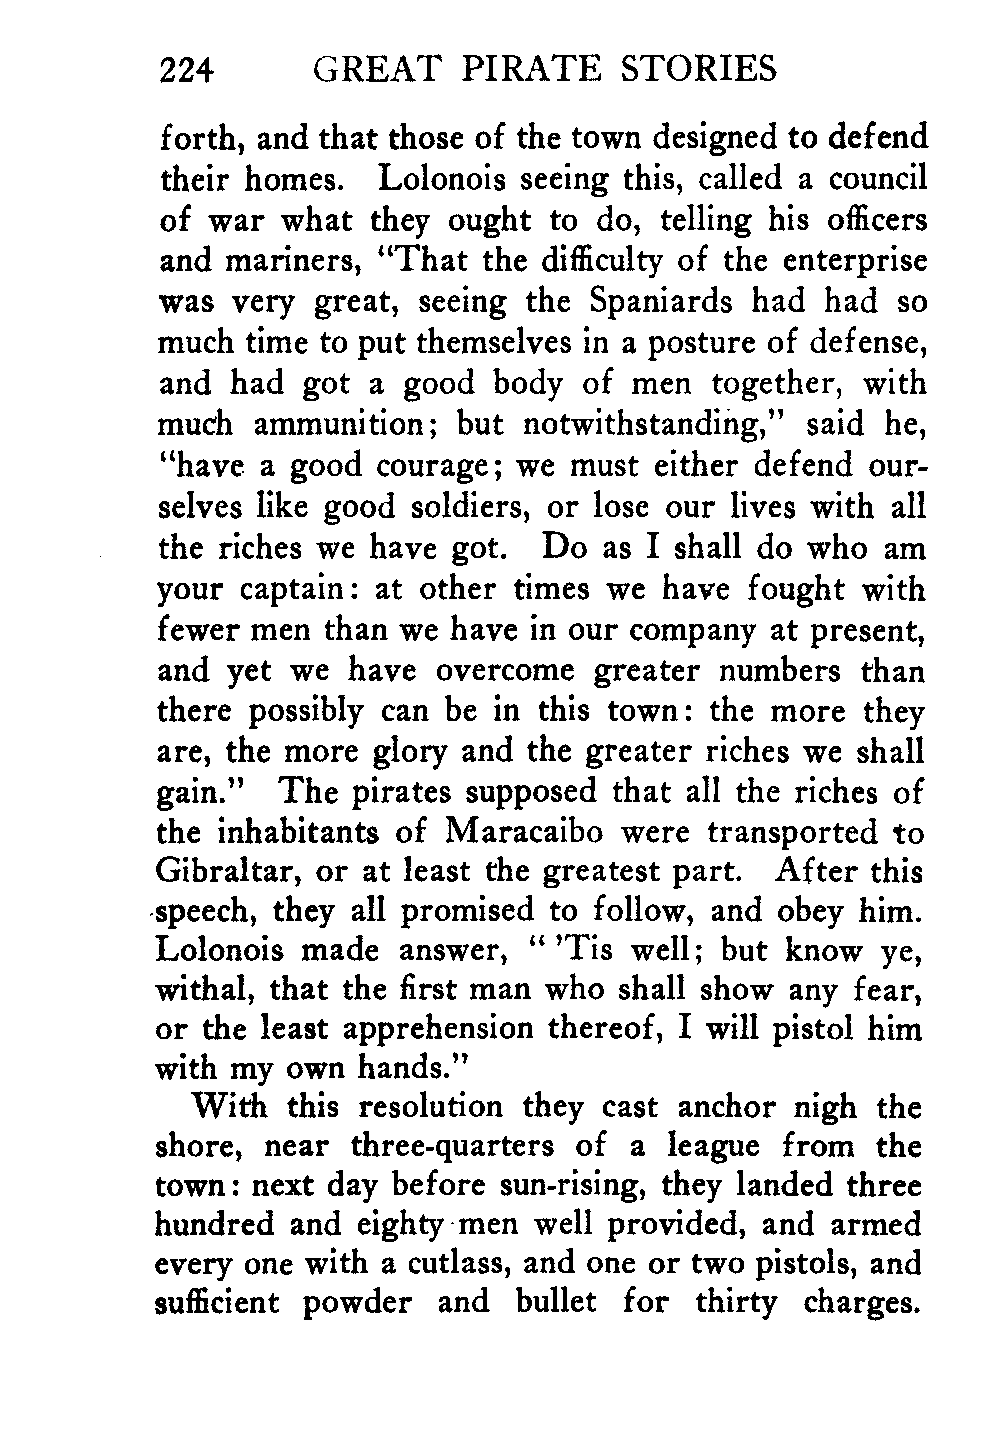 224 GREAT PIRATE STORIES
forth, and that those of the town designed to defend
their homes. Lolonois seeing this, called a council
of war what they ought to do, telling his officers
and mariners, "That the difficulty of the enterprise
was very great, seeing the Spaniards had had so
much time to put themselves in a posture of defense,
and had got a good body of men together, with
much ammunition; but notwithstanding," said he,
"have a good courage; we must either defend our-
selves like good soldiers, or lose our lives with all
the riches we have got. Do as I shall do who am
your captain: at other times we have fought with
fewer men than we have in our company at present,
and yet we have overcome greater numbers than
there possibly can be in this town: the more they
are, the more glory and the greater riches we shall
gain." The pirates supposed that all the riches of
the inhabitants of Maracaibo were transported to
Gibraltar, or at least the greatest part. After this
speech, they all promised to follow, and obey him.
Lolonois made answer, " 'Tis well; but know ye,
withal, that the first man who shall show any fear,
or the least apprehension thereof, I will pistol him
with my own hands."
With this resolution they cast anchor nigh the
shore, near three-quarters of a league from the
town: next day before sun-rising, they landed three
hundred and eighty men well provided, and armed
every one with a cutlass, and one or two pistols, and
sufficient powder and bullet for thirty charges.